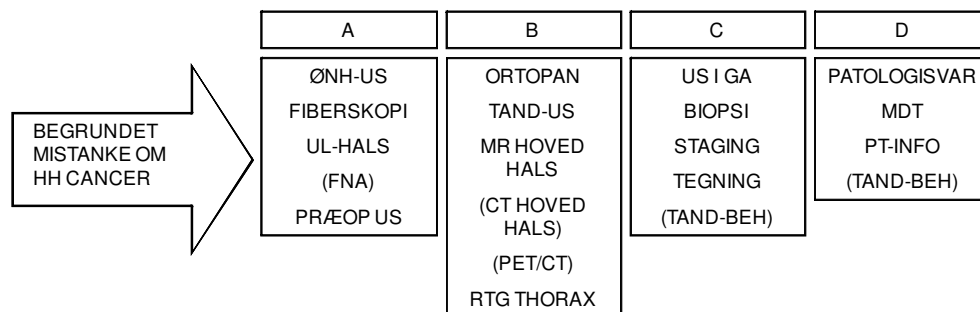 BEGRUNDET
MISTANKE OM
HH CANCER
A
ØNH-US
FIBERSKOPI
UL-HALS
(FNA)
PRÆOP US
B
ORTOPAN
TAND-US
MR HOVED
HALS
(CT HOVED
HALS)
(PET/CT)
RTG THORAX
C
US I GA
BIOPSI
STAGING
TEGNING
(TAND-BEH)
D
PATOLOGISVAR
MDT
PT-INFO
(TAND-BEH)